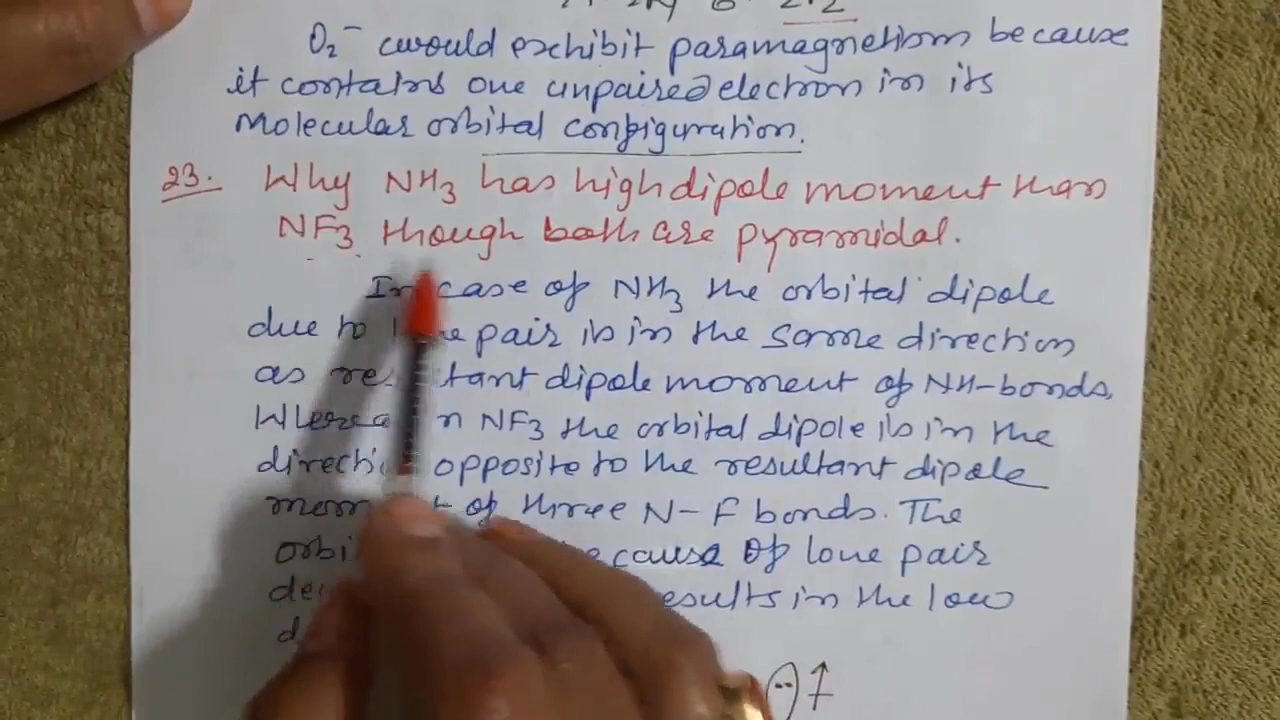 O₂⁻ would exhibit paramagnetism because
it contains one unpaired electron in its
Molecular orbital configuration.
23. Why NH₃ has high dipole moment than
NF₃ though both are pyramidal.
In case of NH₃ the orbital dipole
due to pair is in the same direction
as dipole moment of NH-bonds,
n NF₃ the orbital dipole is in the
opposite to the resultant dipole
of three N-F bonds. The
of lone pair
in the low